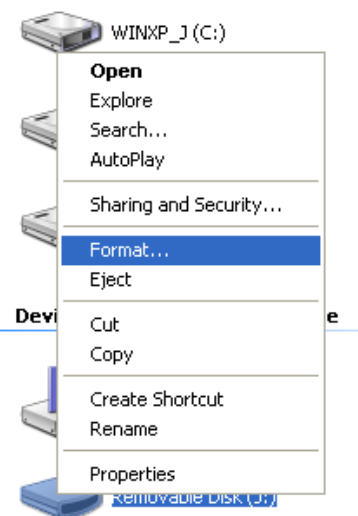 WINXP_J (C:)
Open
Explore
Search...
AutoPlay
Sharing and Security...
Format...
Eject
Devi
e
Cut
Copy
Create Shortcut
Rename
Properties
Removable Disk (J:)